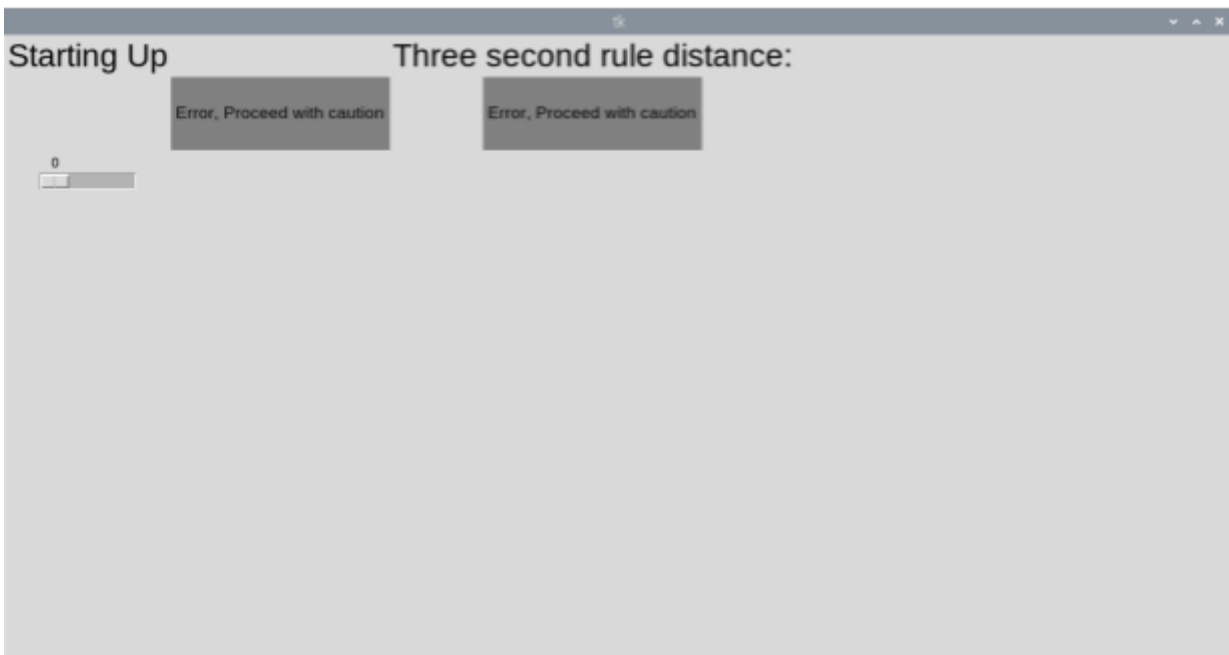 tk
Starting Up
Three second rule distance:
Error, Proceed with caution
Error, Proceed with caution
0